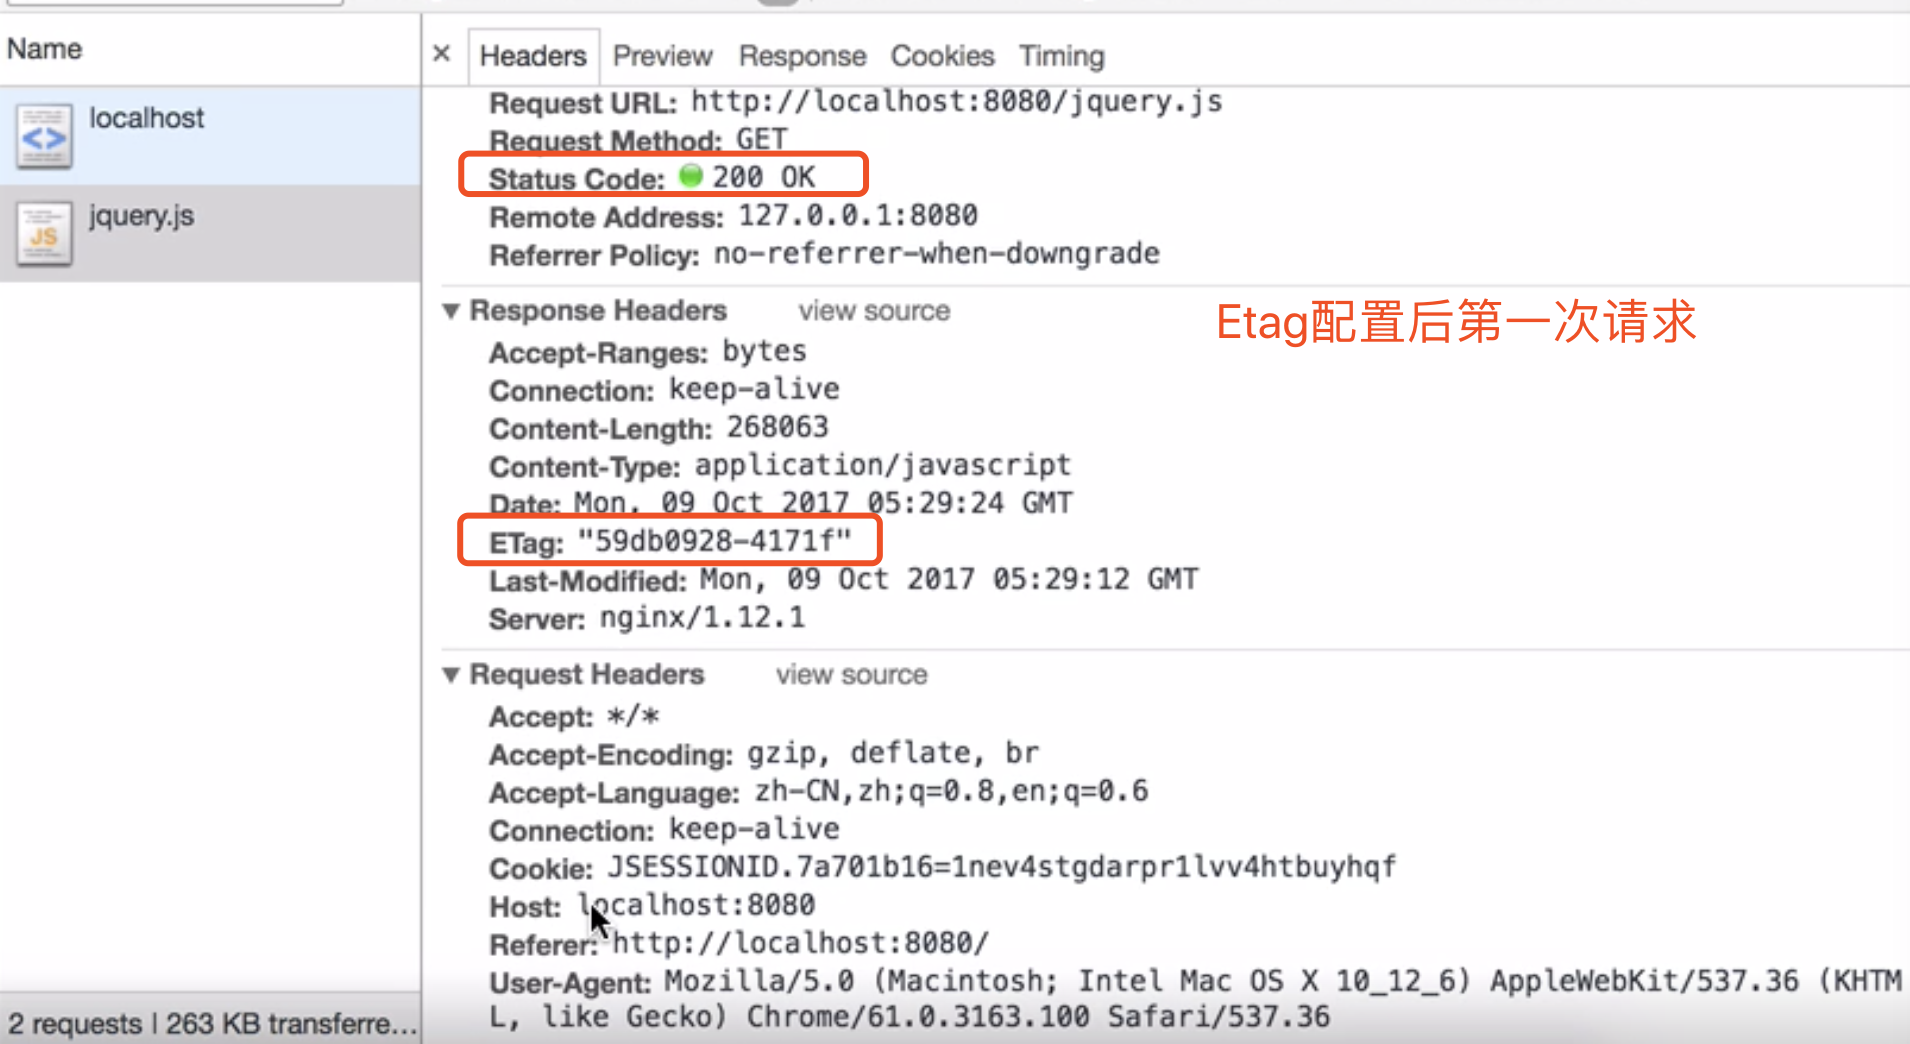 Name
localhost
jquery.js
JS
2 requests | 263 KB transferre...
× Headers Preview Response Cookies Timing
Request URL: http://localhost:8080/jquery.js
Request Method: GET
Status Code: 200 OK
Remote Address: 127.0.0.1:8080
Referrer Policy: no-referrer-when-downgrade
▼ Response Headers view source
Etag配置后第一次请求
Accept-Ranges: bytes
Connection: keep-alive
Content-Length: 268063
Content-Type: application/javascript
Date: Mon, 09 Oct 2017 05:29:24 GMT
ETag: "59db0928-4171f"
Last-Modified: Mon, 09 Oct 2017 05:29:12 GMT
Server: nginx/1.12.1
▼ Request Headers view source
Accept: */*
Accept-Encoding: gzip, deflate, br
Accept-Language: zh-CN,zh;q=0.8,en;q=0.6
Connection: keep-alive
Cookie: JSESSIONID.7a701b16=1nev4stgdarpr1lvv4htbuyhqf
Host: localhost:8080
Referer: http://localhost:8080/
User-Agent: Mozilla/5.0 (Macintosh; Intel Mac OS X 10_12_6) AppleWebKit/537.36 (KHTM
L, like Gecko) Chrome/61.0.3163.100 Safari/537.36